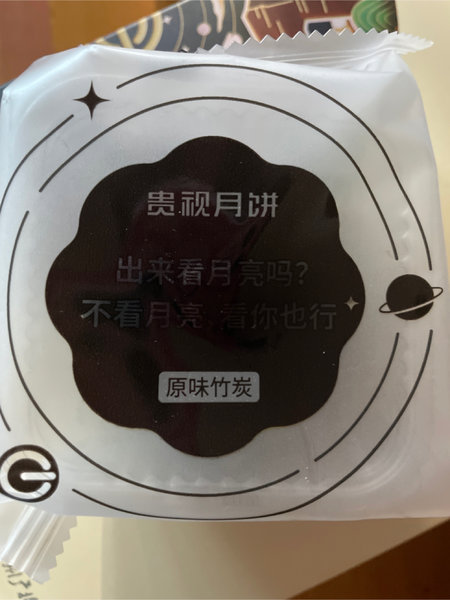 贵视月饼
出来看月亮吗？
不看月亮 看你也行
原味竹炭